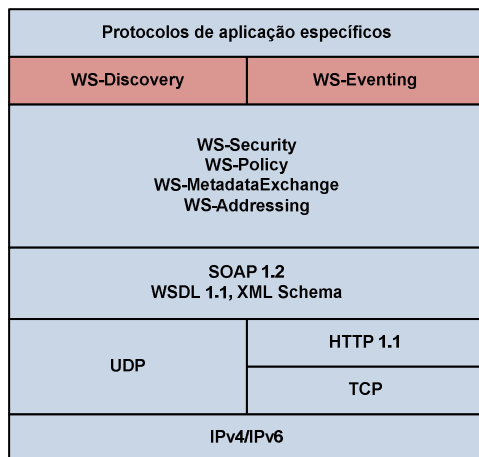 Protocolos de aplicação específicos
WS-Discovery
WS-Eventing
WS-Security
WS-Policy
WS-MetadataExchange
WS-Addressing
SOAP 1.2
WSDL 1.1, XML Schema
UDP
HTTP 1.1
TCP
IPv4/IPv6